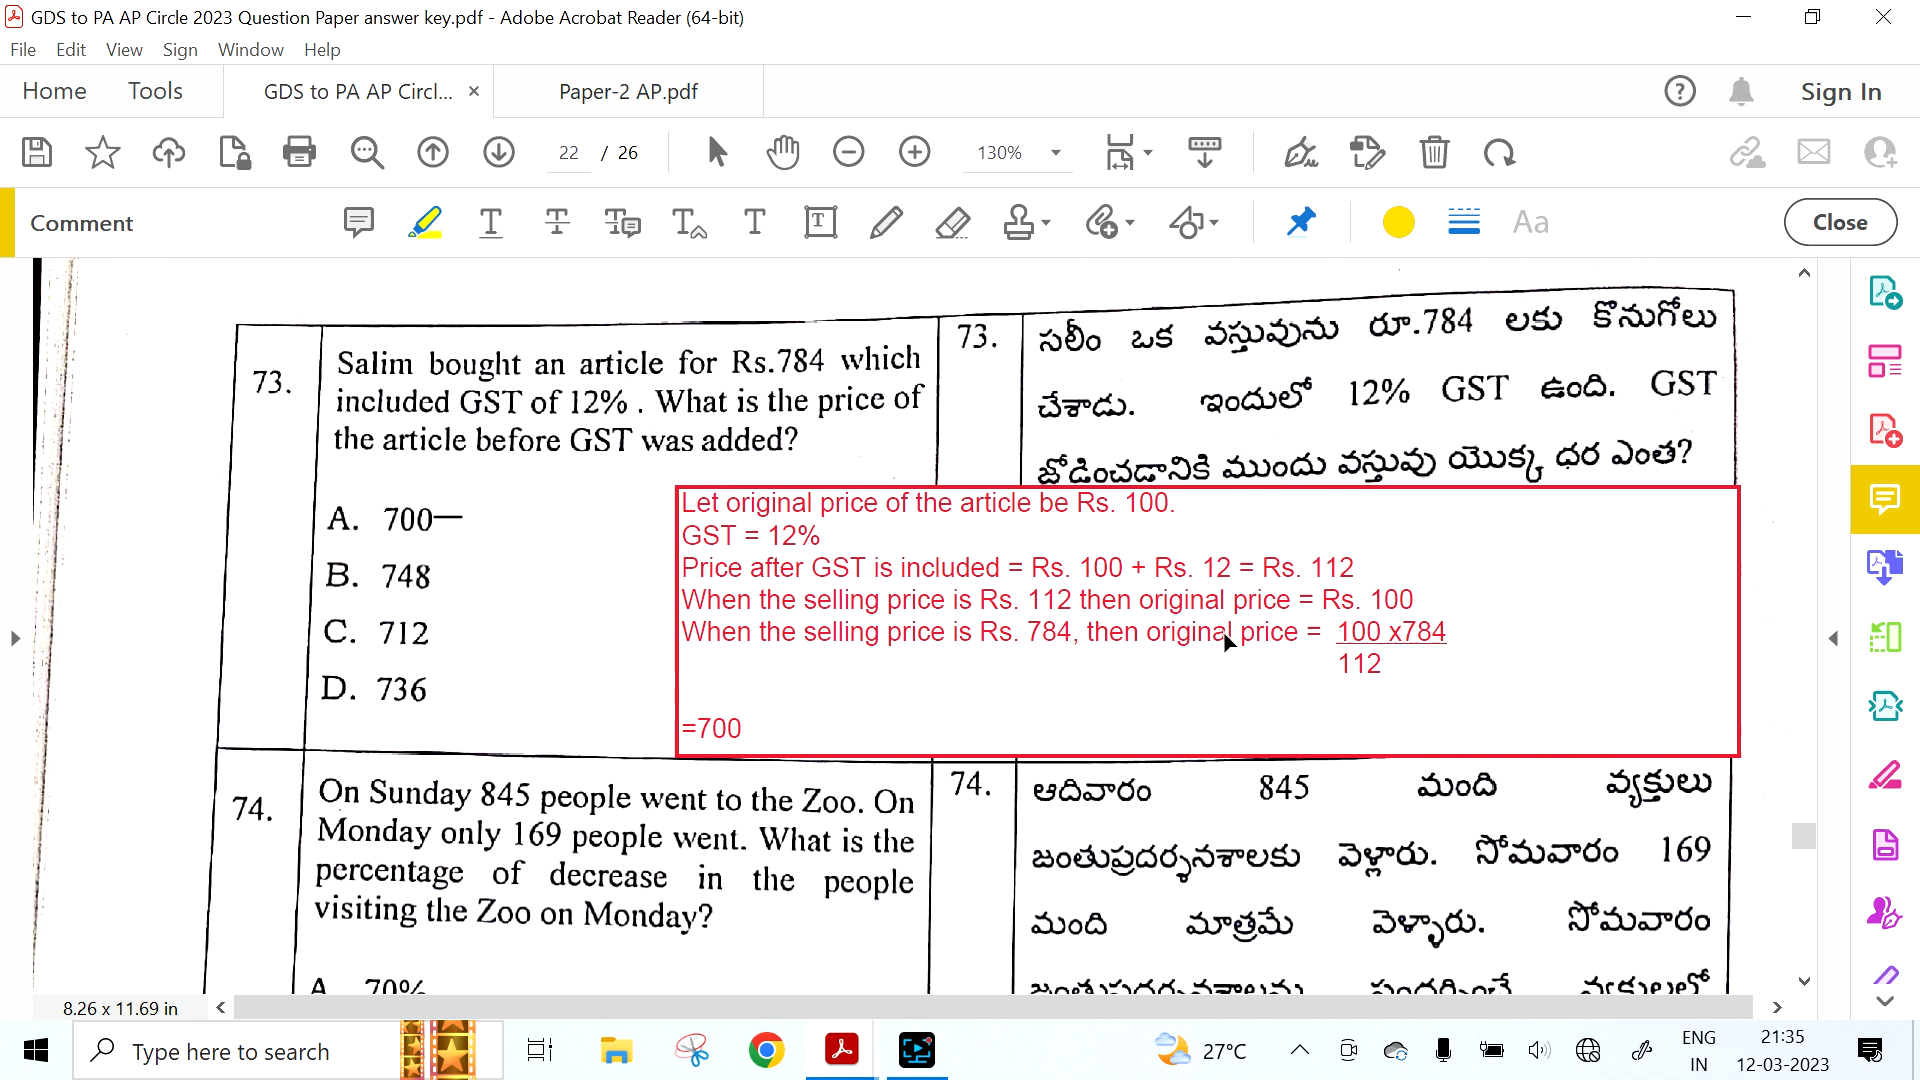 GDS to PA AP Circle 2023 Question Paper answer key.pdf - Adobe Acrobat Reader (64-bit)
File Edit View Sign Window Help
Home Tools GDS to PA AP Circl... × Paper-2 AP.pdf Sign In
22 / 26 130%
Comment Aa Close
73.
Salim bought an article for Rs.784 which
included GST of 12% . What is the price of
the article before GST was added?
A. 700
B. 748
C. 712
D. 736
73.
సలీం ఒక వస్తువును రూ.784 లకు కొనుగోలు
చేశాడు. ఇందులో 12% GST ఉంది. GST
జోడించడానికి ముందు వస్తువు యొక్క ధర ఎంత?
Let original price of the article be Rs. 100.
GST = 12%
Price after GST is included = Rs. 100 + Rs. 12 = Rs. 112
When the selling price is Rs. 112 then original price = Rs. 100
When the selling price is Rs. 784, then original price = 100 x784
112
=700
74.
On Sunday 845 people went to the Zoo. On
Monday only 169 people went. What is the
percentage of decrease in the people
visiting the Zoo on Monday?
A 70%
74.
ఆదివారం 845 మంది వ్యక్తులు
జంతుప్రదర్శనశాలకు వెళ్లారు. సోమవారం 169
మంది మాత్రమే వెళ్ళారు. సోమవారం
8.26 x 11.69 in
Type here to search
27°C
ENG
IN
21:35
12-03-2023